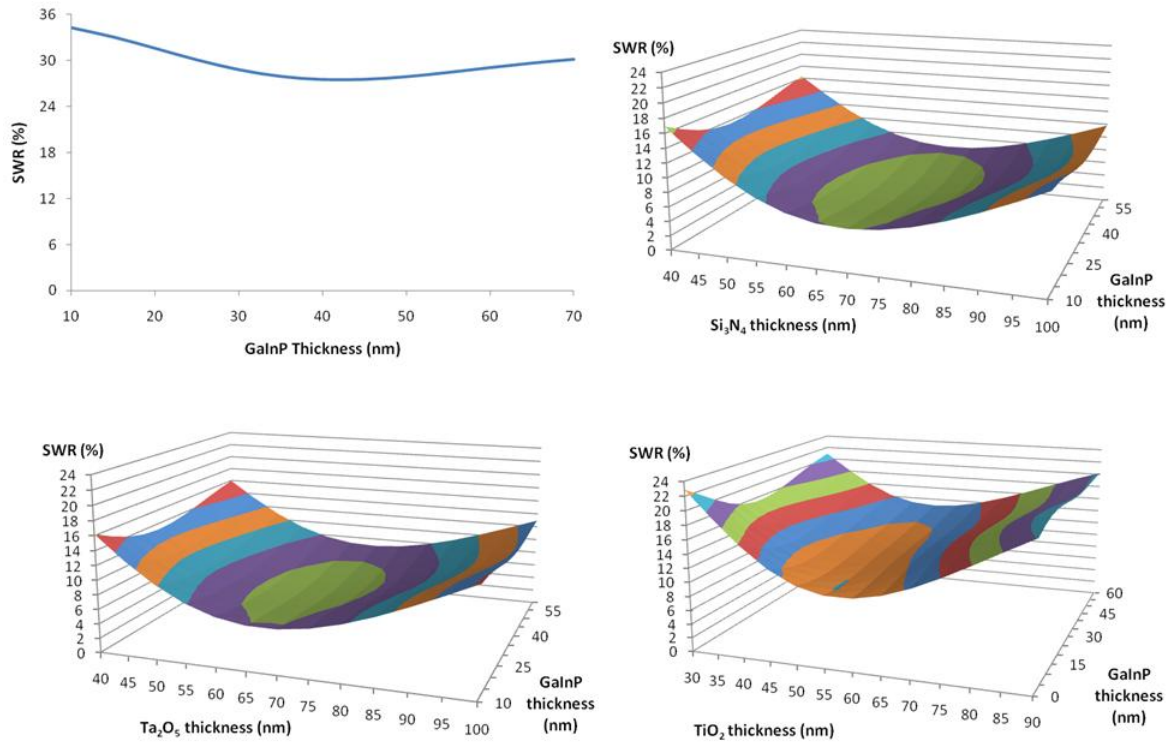 36
30
24
18
12
6
0
SWR (%)
10 20 30 40 50 60 70
GaInP Thickness (nm)
SWR (%)
24
22
20
18
16
14
12
10
8
6
4
2
0
40 45 50 55 60 65 70 75 80 85 90 95 100
Si₃N₄ thickness (nm)
10
25
40
55
GaInP
thickness
(nm)
SWR (%)
24
22
20
18
16
14
12
10
8
6
4
2
0
40 45 50 55 60 65 70 75 80 85 90 95 100
Ta₂O₅ thickness (nm)
10
25
40
55
GaInP
thickness
(nm)
SWR (%)
24
22
20
18
16
14
12
10
8
6
4
2
0
30 35 40 45 50 55 60 65 70 75 80 85 90
TiO₂ thickness (nm)
0
15
30
45
60
GaInP
thickness
(nm)